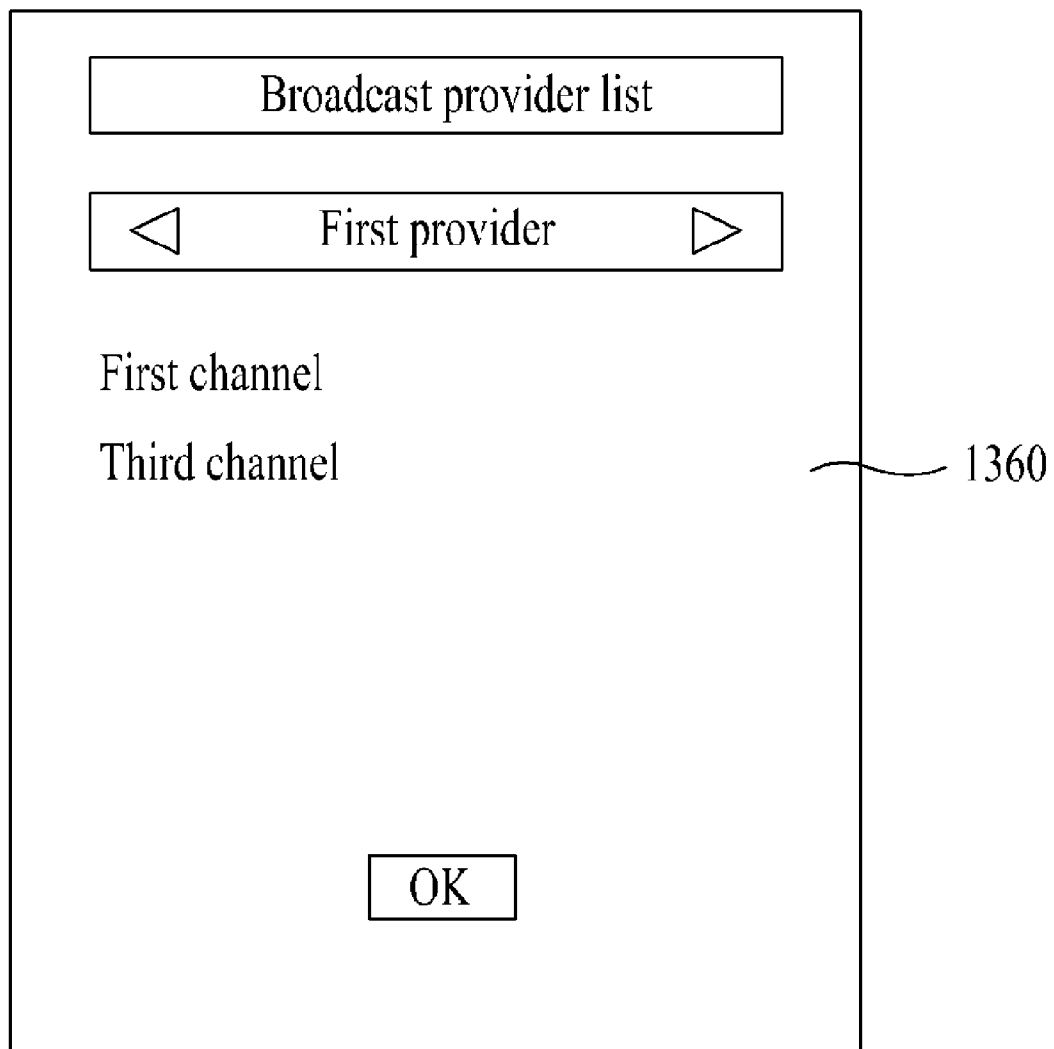 Broadcast provider list
First provider
First channel
Third channel
1360
OK